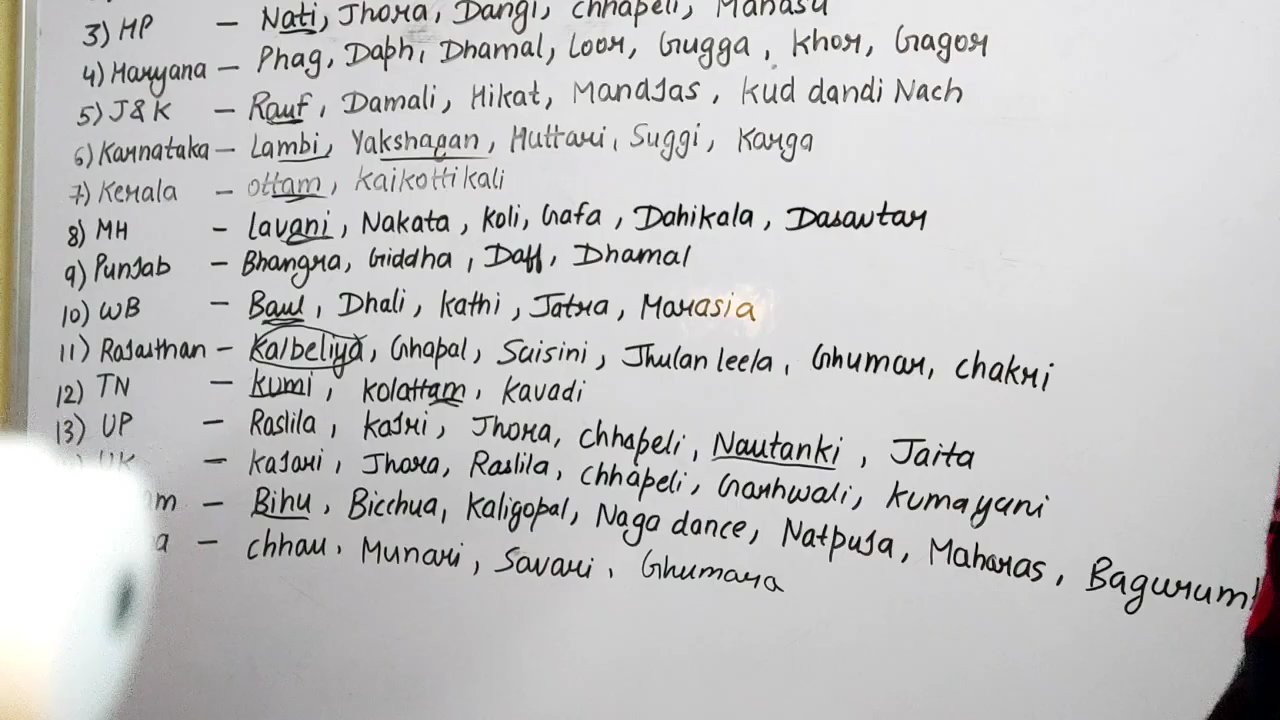 3) HP - Nati, Jhora, Dangi, chhapeli, Mahasu
4) Haryana - Phag, Daph, Dhamal, Loor, Gugga, Khor, Gagor
5) J&K - Rauf, Damali, Hikat, MandJas, Kud dandi Nach
6) Karnataka - Lambi, Yakshagan, Huttari, Suggi, Karga
7) Kerala - ottam, Kaikottikali
8) MH - Lavani, Nakata, Koli, Gafa, Dahikala, Dasavtar
9) PunJab - Bhangra, Giddha, Daff, Dhamal
10) WB - Baul, Dhali, Kathi, Jatra, Marasia
11) RaJasthan - Kalbeliya, Ghapal, Suisini, Jhulan leela, Ghumar, chakri
12) TN - Kumi, Kolattam, Kavadi
13) UP - Raslila, KaJri, Jhora, chhapeli, Nautanki, Jaita
UK - KaJari, Jhora, Raslila, chhapeli, Garhwali, Kumayuni
am - Bihu, Bicchua, Kaligopal, Naga dance, NatpuJa, Maharas, Bagurum
a - chhau, Munari, Savari, Ghumara